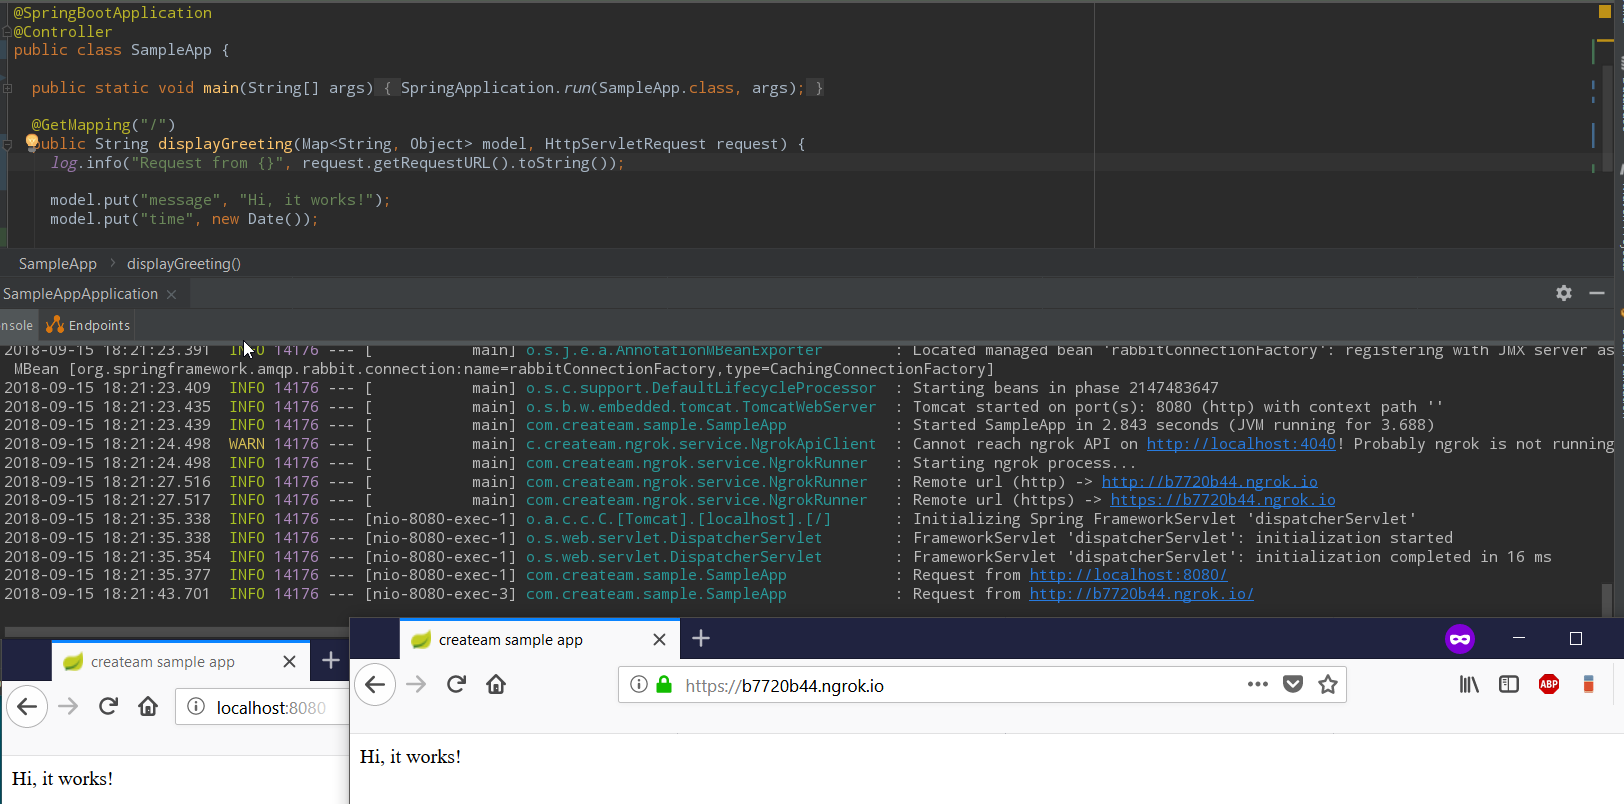 @SpringBootApplication
@Controller
public class SampleApp {
public static void main(String[] args) { SpringApplication.run(SampleApp.class, args); }
@GetMapping("/")
public String displayGreeting(Map<String, Object> model, HttpServletRequest request) {
log.info("Request from {}", request.getRequestURL().toString());
model.put("message", "Hi, it works!");
model.put("time", new Date());
SampleApp > displayGreeting()
SampleAppApplication ×
nsole Endpoints
2018-09-15 18:21:23.391 INFO 14176 --- [ main] o.s.j.e.a.AnnotationMBeanExporter : Located managed bean 'rabbitConnectionFactory': registering with JMX server as
MBean [org.springframework.amqp.rabbit.connection:name=rabbitConnectionFactory,type=CachingConnectionFactory]
2018-09-15 18:21:23.409 INFO 14176 --- [ main] o.s.c.support.DefaultLifecycleProcessor : Starting beans in phase 2147483647
2018-09-15 18:21:23.435 INFO 14176 --- [ main] o.s.b.w.embedded.tomcat.TomcatWebServer : Tomcat started on port(s): 8080 (http) with context path ''
2018-09-15 18:21:23.439 INFO 14176 --- [ main] com.createam.sample.SampleApp : Started SampleApp in 2.843 seconds (JVM running for 3.688)
2018-09-15 18:21:24.498 WARN 14176 --- [ main] c.createam.ngrok.service.NgrokApiClient : Cannot reach ngrok API on http://localhost:4040! Probably ngrok is not running
2018-09-15 18:21:24.498 INFO 14176 --- [ main] com.createam.ngrok.service.NgrokRunner : Starting ngrok process...
2018-09-15 18:21:27.516 INFO 14176 --- [ main] com.createam.ngrok.service.NgrokRunner : Remote url (http) -> http://b7720b44.ngrok.io
2018-09-15 18:21:27.517 INFO 14176 --- [ main] com.createam.ngrok.service.NgrokRunner : Remote url (https) -> https://b7720b44.ngrok.io
2018-09-15 18:21:35.338 INFO 14176 --- [nio-8080-exec-1] o.a.c.c.C.[Tomcat].[localhost].[/] : Initializing Spring FrameworkServlet 'dispatcherServlet'
2018-09-15 18:21:35.338 INFO 14176 --- [nio-8080-exec-1] o.s.web.servlet.DispatcherServlet : FrameworkServlet 'dispatcherServlet': initialization started
2018-09-15 18:21:35.354 INFO 14176 --- [nio-8080-exec-1] o.s.web.servlet.DispatcherServlet : FrameworkServlet 'dispatcherServlet': initialization completed in 16 ms
2018-09-15 18:21:35.377 INFO 14176 --- [nio-8080-exec-1] com.createam.sample.SampleApp : Request from http://localhost:8080/
2018-09-15 18:21:43.701 INFO 14176 --- [nio-8080-exec-3] com.createam.sample.SampleApp : Request from http://b7720b44.ngrok.io/
createam sample app
localhost:8080
Hi, it works!
createam sample app
https://b7720b44.ngrok.io
ABP
Hi, it works!